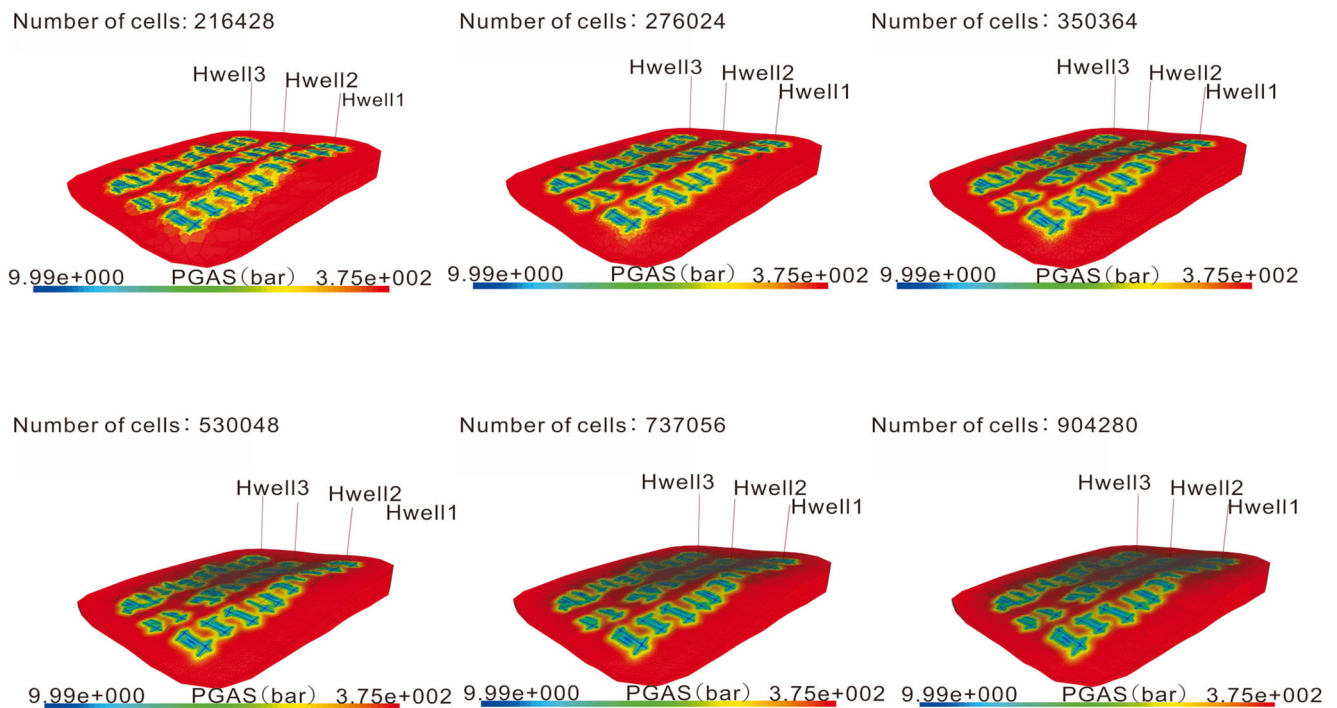 Number of cells: 216428
Number of cells: 276024
Number of cells: 350364
Hwell3
Hwell2
Hwell1
Hwell3
Hwell2
Hwell1
Hwell3
Hwell2
Hwell1
9.99e+000 PGAS(bar) 3.75e+002
9.99e+000 PGAS(bar) 3.75e+002
9.99e+000 PGAS(bar) 3.75e+002
Number of cells: 530048
Number of cells: 737056
Number of cells: 904280
Hwell3
Hwell2
Hwell1
Hwell3
Hwell2
Hwell1
Hwell3
Hwell2
Hwell1
9.99e+000 PGAS(bar) 3.75e+002
9.99e+000 PGAS(bar) 3.75e+002
9.99e+000 PGAS(bar) 3.75e+002